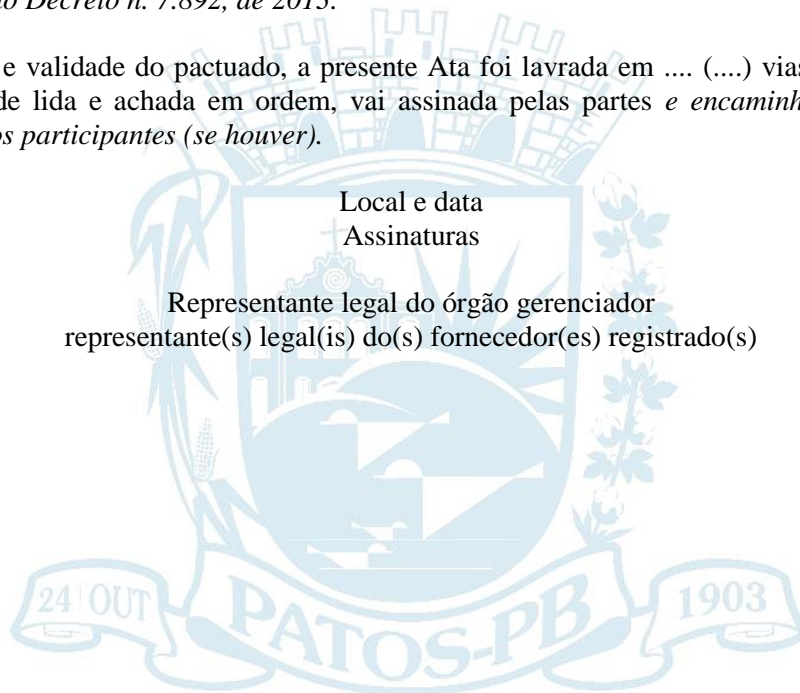 no Decreto n. 7.892, de 2013.
e validade do pactuado, a presente Ata foi lavrada em .... (....) vias
de lida e achada em ordem, vai assinada pelas partes e encaminh
os participantes (se houver).
Local e data
Assinaturas
Representante legal do órgão gerenciador
representante(s) legal(is) do(s) fornecedor(es) registrado(s)
24 OUT
PATOS-PB
1903